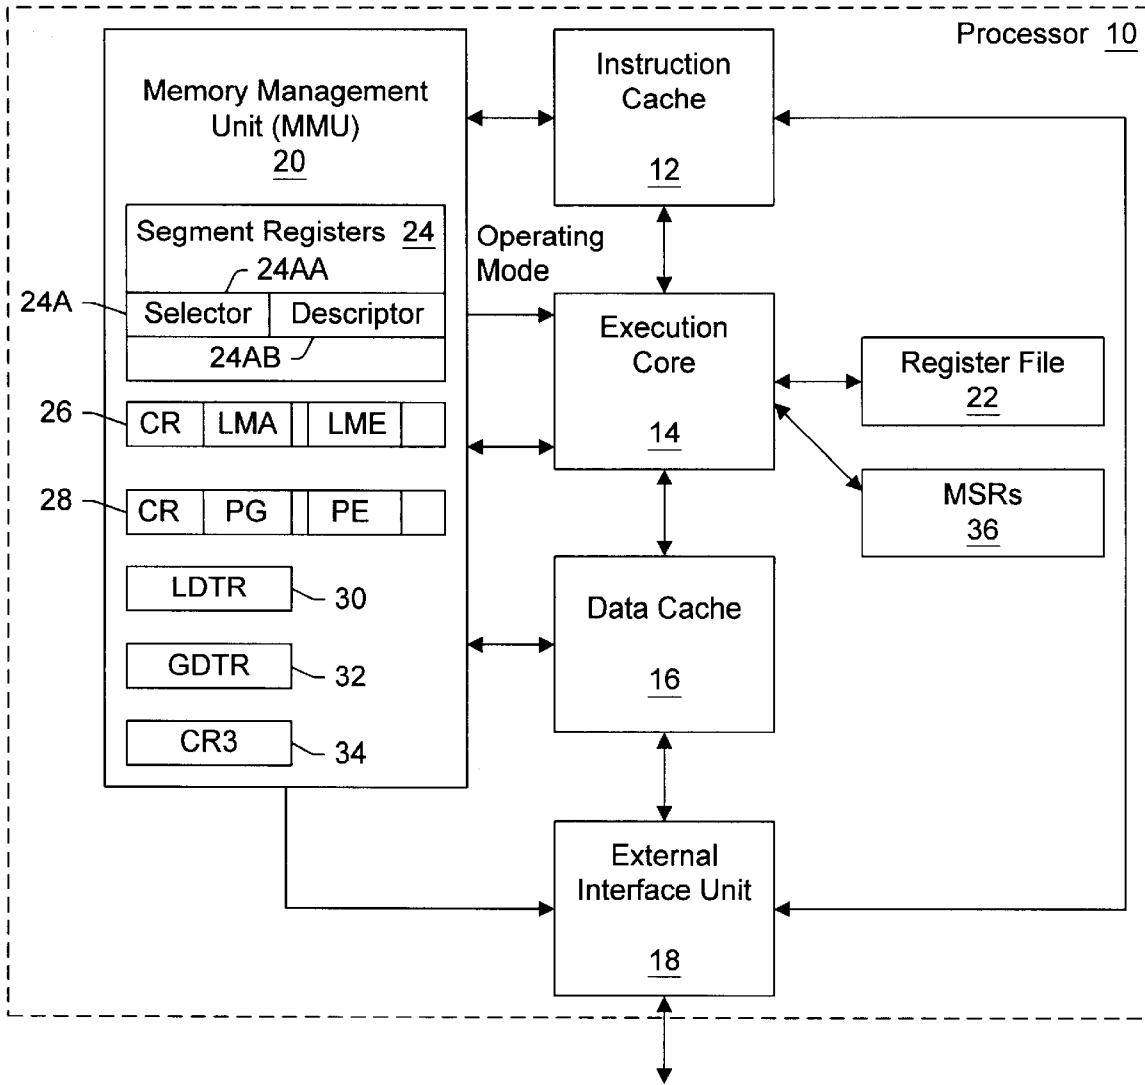 Processor 10
Memory Management
Unit (MMU)
20
Segment Registers 24
24AA
24A
Selector
Descriptor
24AB
26
CR
LMA
LME
28
CR
PG
PE
LDTR
30
GDTR
32
CR3
34
Operating
Mode
Instruction
Cache
12
Execution
Core
14
Register File
22
MSRs
36
Data Cache
16
External
Interface Unit
18